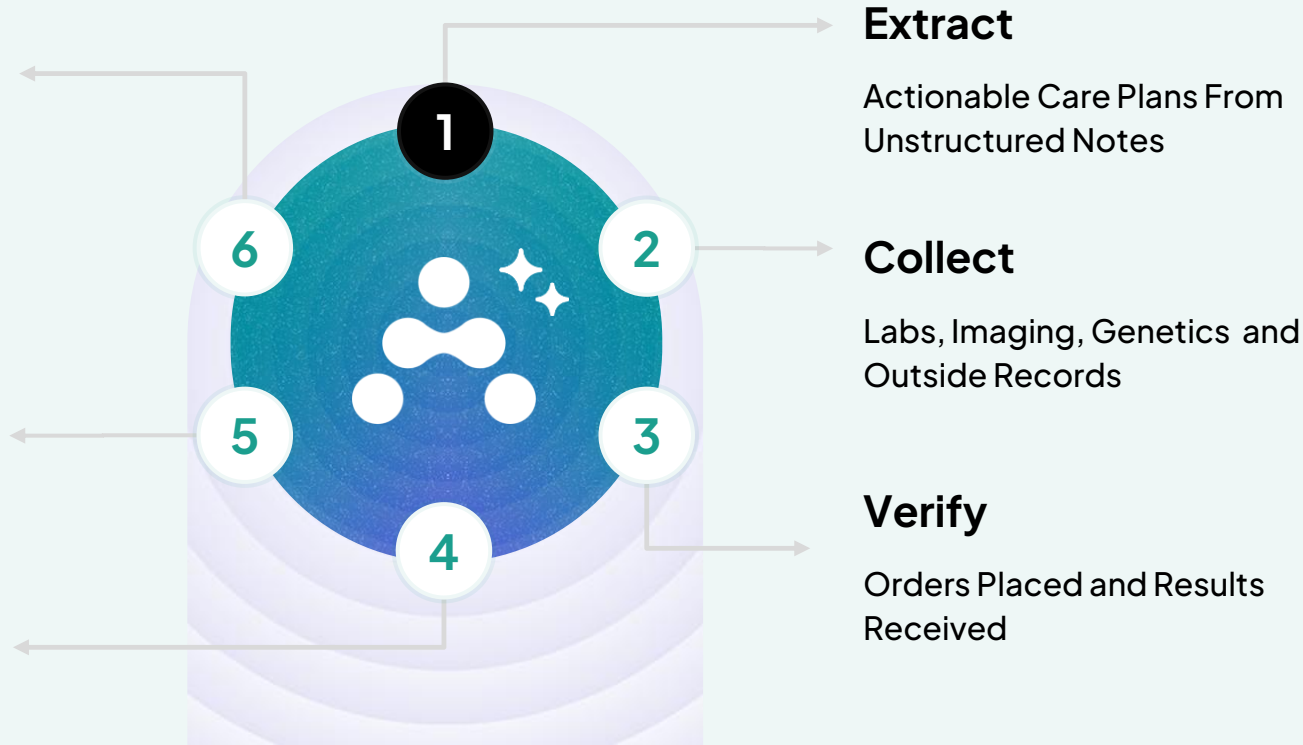 1
Extract
Actionable Care Plans From
Unstructured Notes
6
2
Collect
Labs, Imaging, Genetics and
Outside Records
5
3
Verify
Orders Placed and Results
Received
4